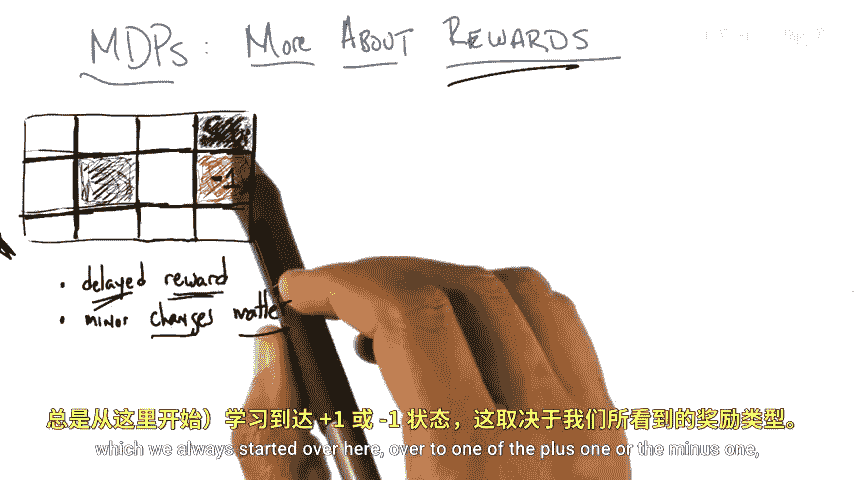 MDPs: MORE ABOUT REWARDS
-1
• delayed reward
• minor changes matter
总是从这里开始）学习到达 +1 或 -1 状态，这取决于我们所看到的奖励类型。
which we always started over here, over to one of the plus one or the minus one,